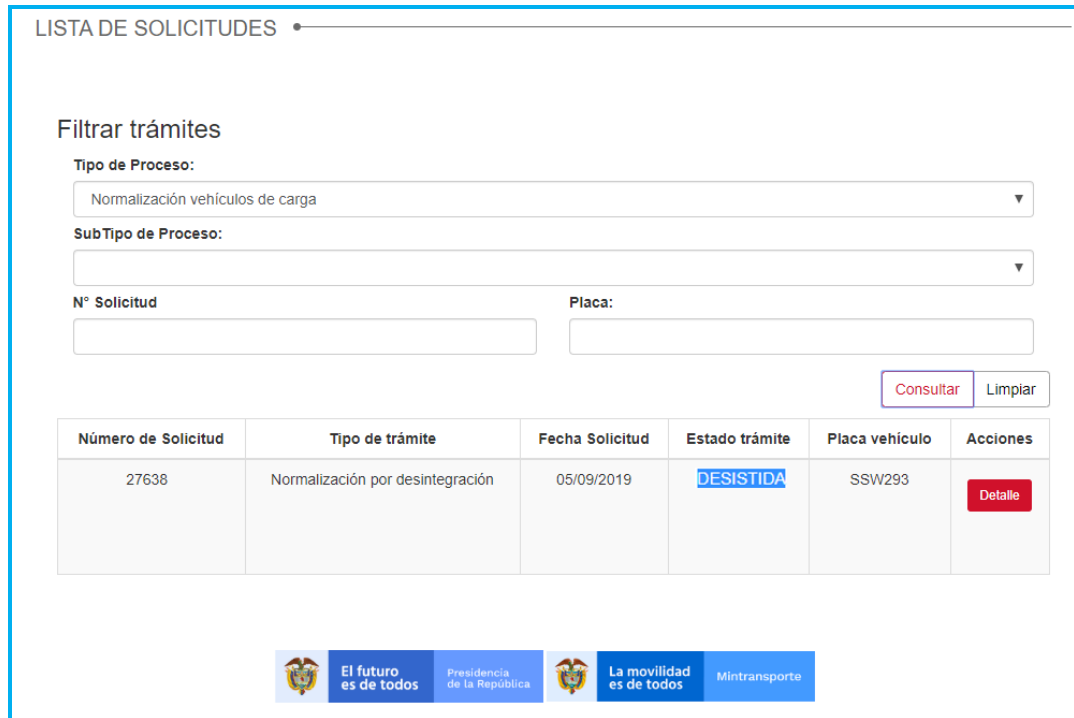 LISTA DE SOLICITUDES
Filtrar trámites
Tipo de Proceso:
Normalización vehículos de carga
SubTipo de Proceso:
N° Solicitud Placa:
Consultar Limpiar
Número de Solicitud Tipo de trámite Fecha Solicitud Estado trámite Placa vehículo Acciones
27638 Normalización por desintegración 05/09/2019 DESISTIDA SSW293 Detalle
El futuro
es de todos
Presidencia
de la República
La movilidad
es de todos
Mintransporte